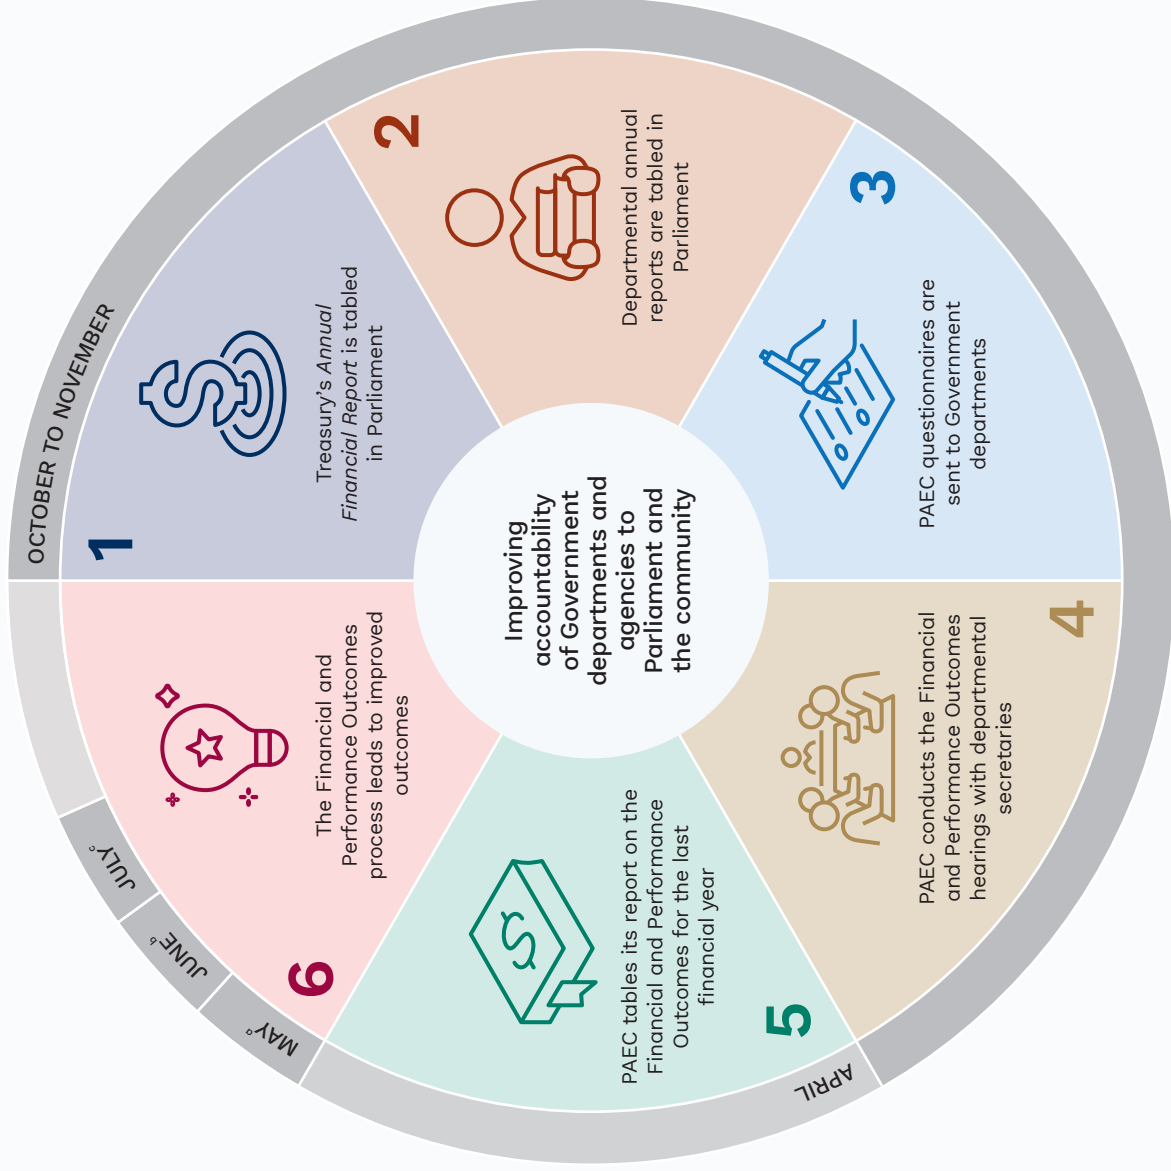 OCTOBER TO NOVEMBER
1
Treasury’s Annual
Financial Report is tabled
in Parliament
2
Departmental annual
reports are tabled in
Parliament
3
PAEC questionnaires are
sent to Government
departments
4
PAEC conducts the Financial
and Performance Outcomes
hearings with departmental
secretaries
APRIL
5
PAEC tables its report on the
Financial and Performance
Outcomes for the last
financial year
MAYᵃ
JUNEᵇ
JULYᶜ
6
The Financial and
Performance Outcomes
process leads to improved
outcomes
Improving
accountability
of Government
departments and
agencies to
Parliament and
the community